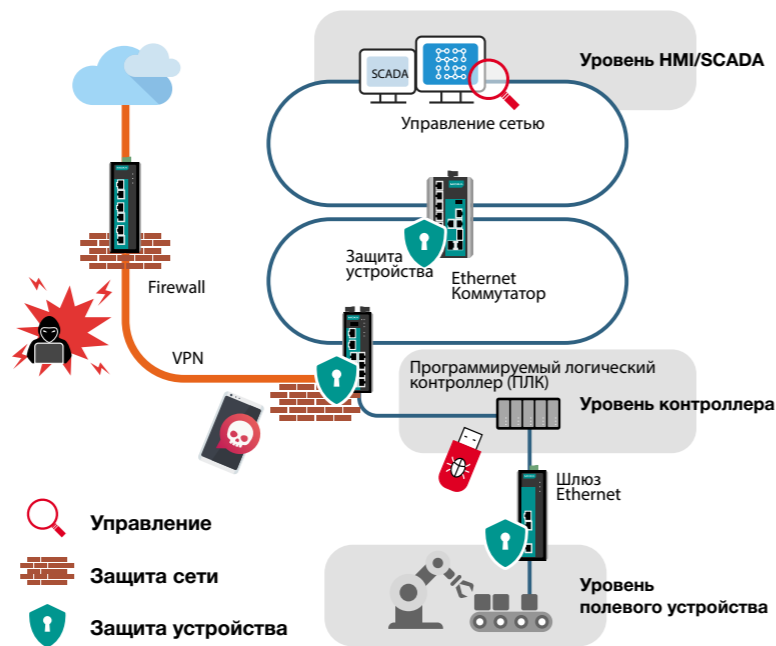 SCADA
Уровень HMI/SCADA
Управление сетью
Защита
устройства
Ethernet
Коммутатор
Firewall
VPN
Программируемый логический
контроллер (ПЛК)
Уровень контроллера
Шлюз
Ethernet
Управление
Защита сети
Защита устройства
Уровень
полевого устройства